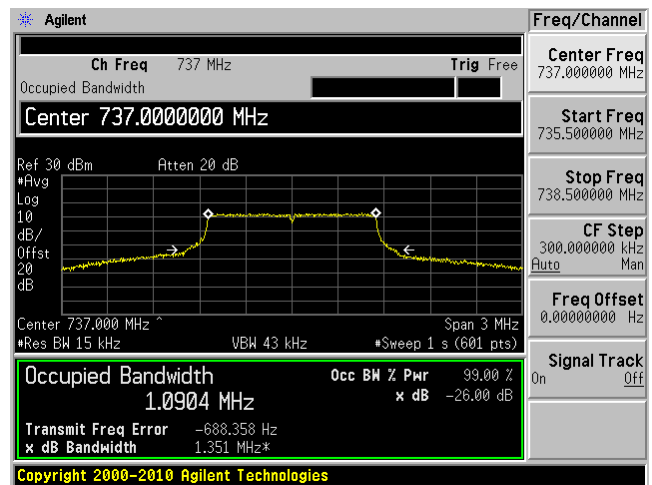 Agilent
Freq/Channel
Ch Freq 737 MHz Trig Free
Occupied Bandwidth
Center 737.0000000 MHz
Ref 30 dBm Atten 20 dB
#Avg
Log
10
dB/
Offst
20
dB
Center 737.000 MHz ^ Span 3 MHz
#Res BW 15 kHz VBW 43 kHz #Sweep 1 s (601 pts)
Occupied Bandwidth Occ BW % Pwr 99.00 %
1.0904 MHz x dB -26.00 dB
Transmit Freq Error -688.358 Hz
x dB Bandwidth 1.351 MHz*
Copyright 2000-2010 Agilent Technologies
Center Freq
737.000000 MHz
Start Freq
735.500000 MHz
Stop Freq
738.500000 MHz
CF Step
300.000000 kHz
Auto Man
Freq Offset
0.00000000 Hz
Signal Track
On Off